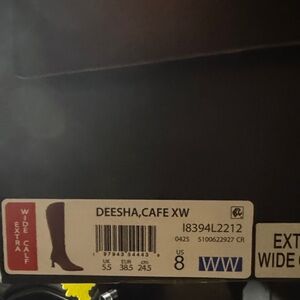 EXTRA
WIDE CALF
DEESHA,CAFE XW
I8394L2212
0425 S100622927 CR
UK EUR cm US
5.5 38.5 24.5 8 WW
EXT
WIDE